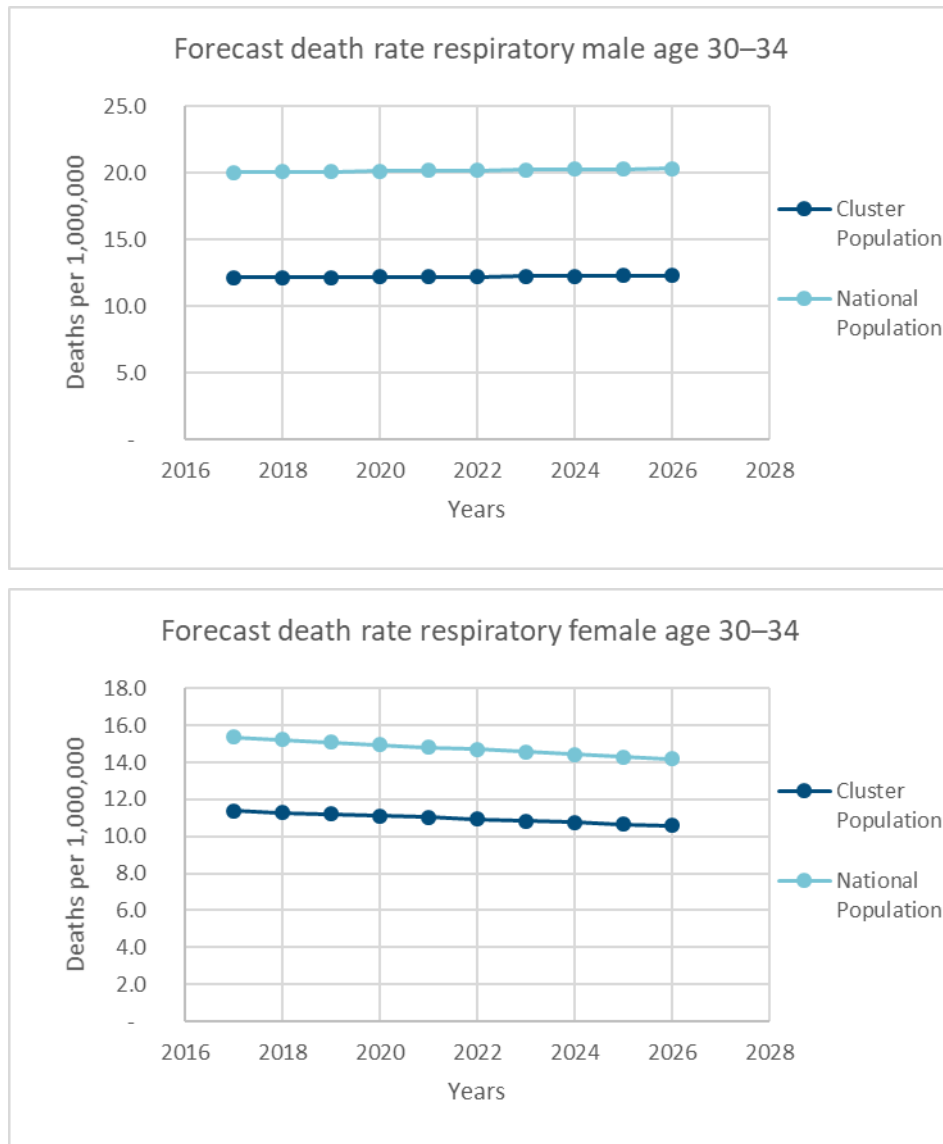 Forecast death rate respiratory male age 30–34
25.0
20.0
15.0
10.0
5.0
-
Deaths per 1,000,000
2016 2018 2020 2022 2024 2026 2028
Years
Cluster
Population
National
Population
Forecast death rate respiratory female age 30–34
18.0
16.0
14.0
12.0
10.0
8.0
6.0
4.0
2.0
-
Deaths per 1,000,000
2016 2018 2020 2022 2024 2026 2028
Years
Cluster
Population
National
Population